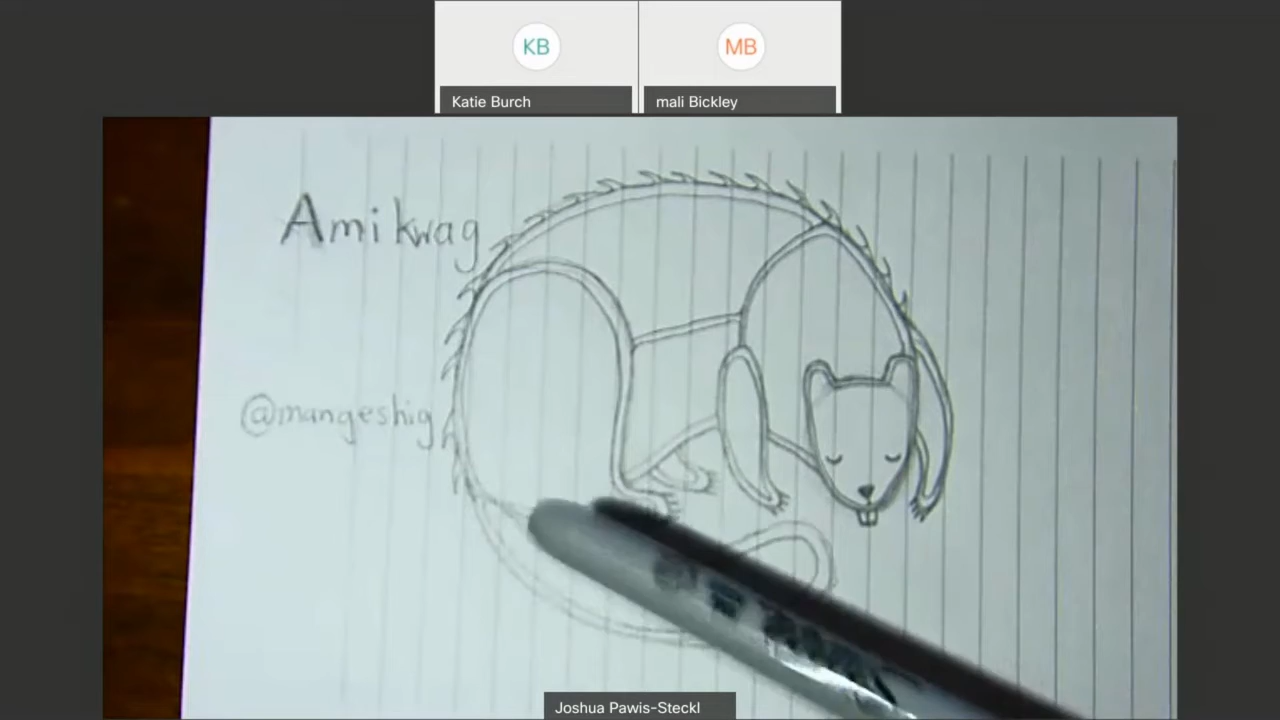 KB
MB
Katie Burch
mali Bickley
Amikwag
@mangeshig
Joshua Pawis-Steckl